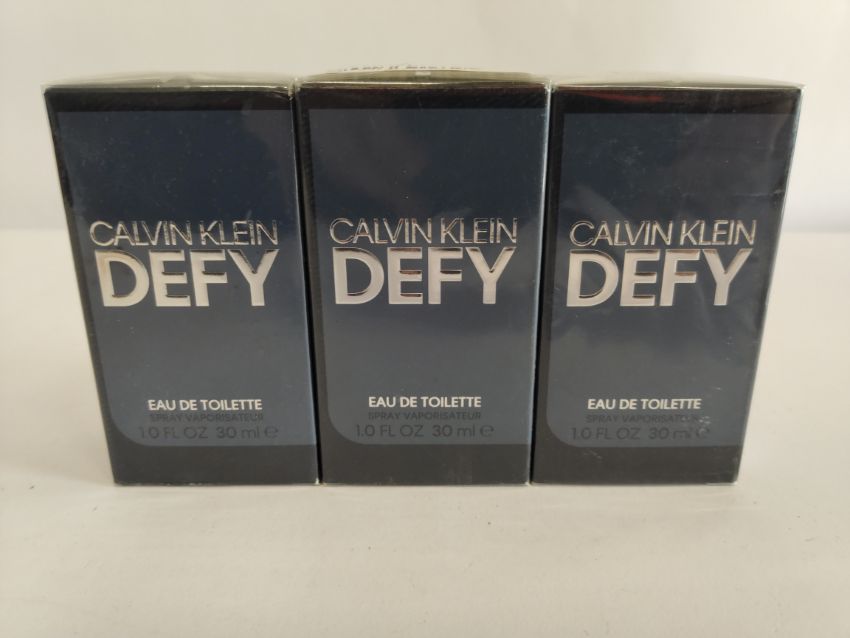 CALVIN KLEIN
DEFY
EAU DE TOILETTE
SPRAY VAPORISATEUR
1.0 FL OZ 30 ml ℮
CALVIN KLEIN
DEFY
EAU DE TOILETTE
SPRAY VAPORISATEUR
1.0 FL OZ 30 ml ℮
CALVIN KLEIN
DEFY
EAU DE TOILETTE
SPRAY VAPORISATEUR
1.0 FL OZ 30 ml ℮